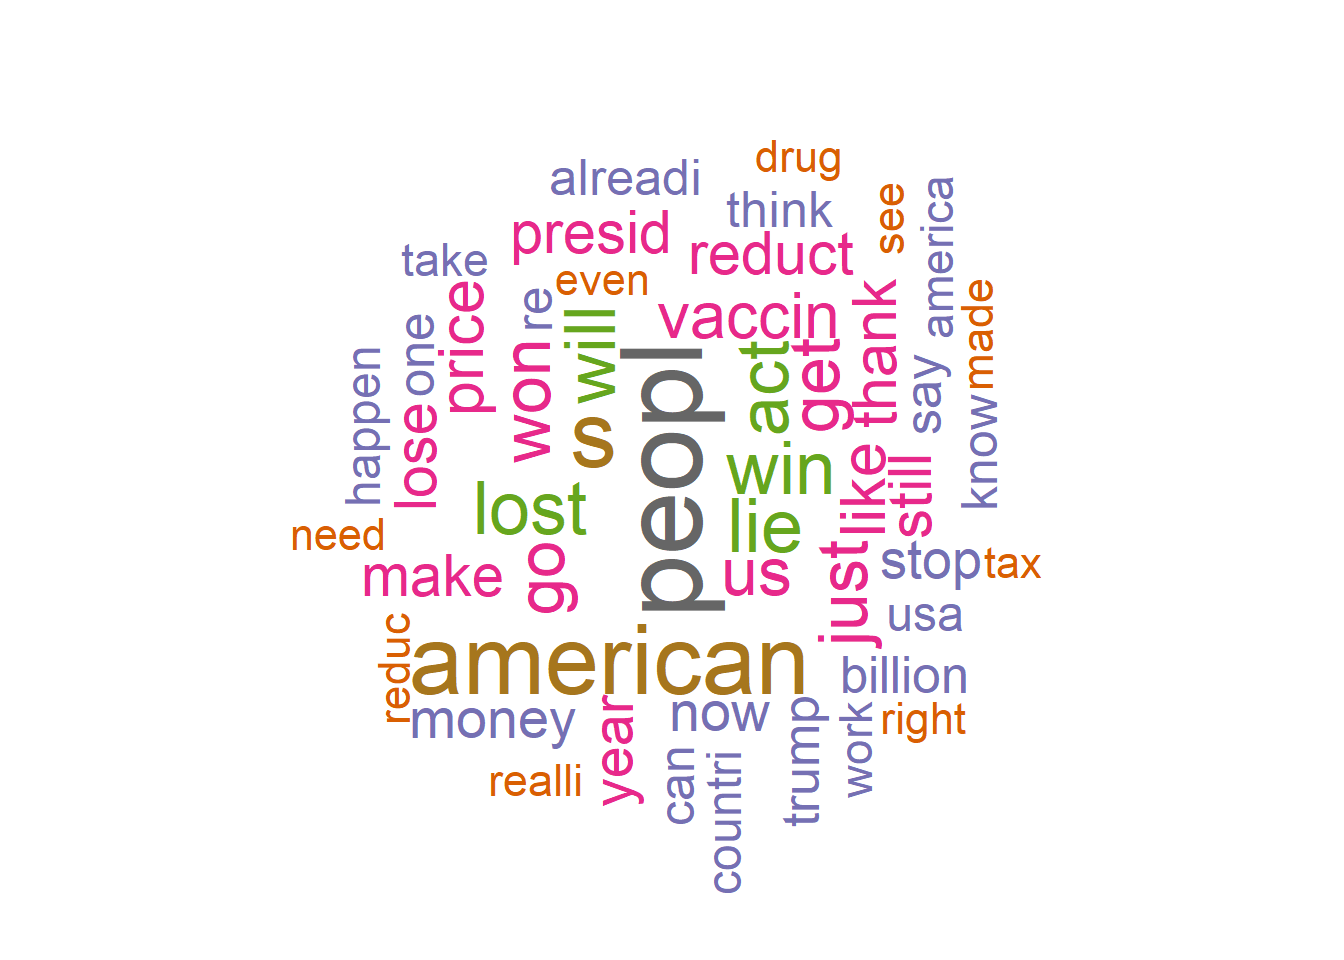 drug
alreadi
think
see
america
presid
reduct
take
even
made
price
re
will
vaccin
thank
one
happen
won
peopl
act
get
say
lose
s
win
know
like
still
lost
lie
need
go
us
just
stop
tax
make
usa
reduc
american
billion
money
year
now
trump
work
right
realli
can
countri